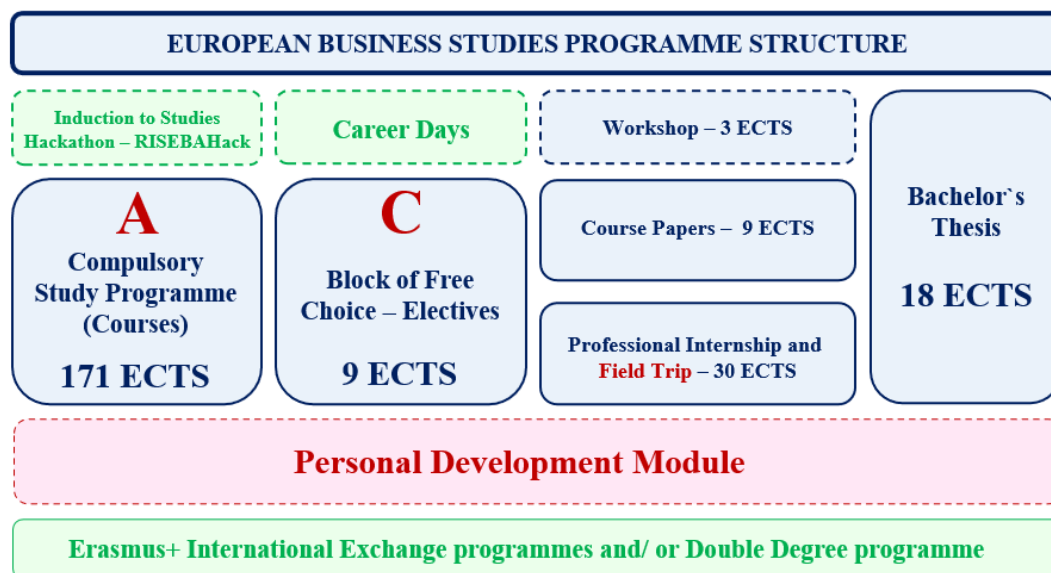 EUROPEAN BUSINESS STUDIES PROGRAMME STRUCTURE
Induction to Studies
Hackathon – RISEBAHack
Career Days
Workshop – 3 ECTS
A
Compulsory
Study Programme
(Courses)
171 ECTS
C
Block of Free
Choice – Electives
9 ECTS
Course Papers –  9 ECTS
Professional Internship and
Field Trip – 30 ECTS
Bachelor`s
Thesis
18 ECTS
Personal Development Module
Erasmus+ International Exchange programmes and/ or Double Degree programme